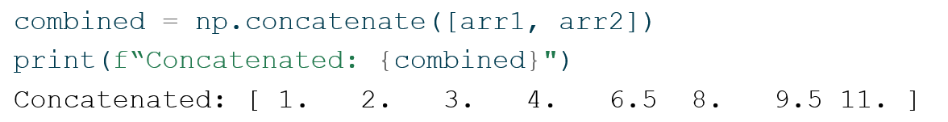 combined = np.concatenate([arr1, arr2])
print(f“Concatenated: {combined}")
Concatenated: [ 1.   2.   3.   4.   6.5  8.   9.5 11. ]